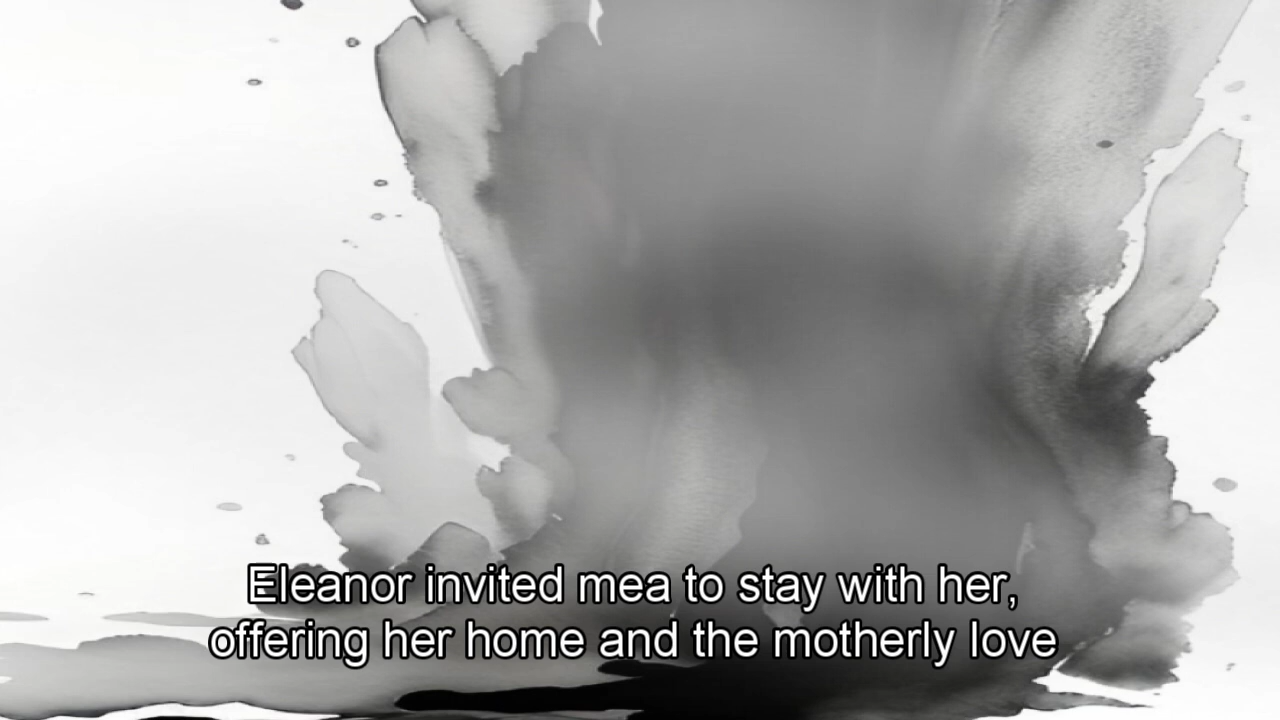 Eleanor invited mea to stay with her,
offering her home and the motherly love